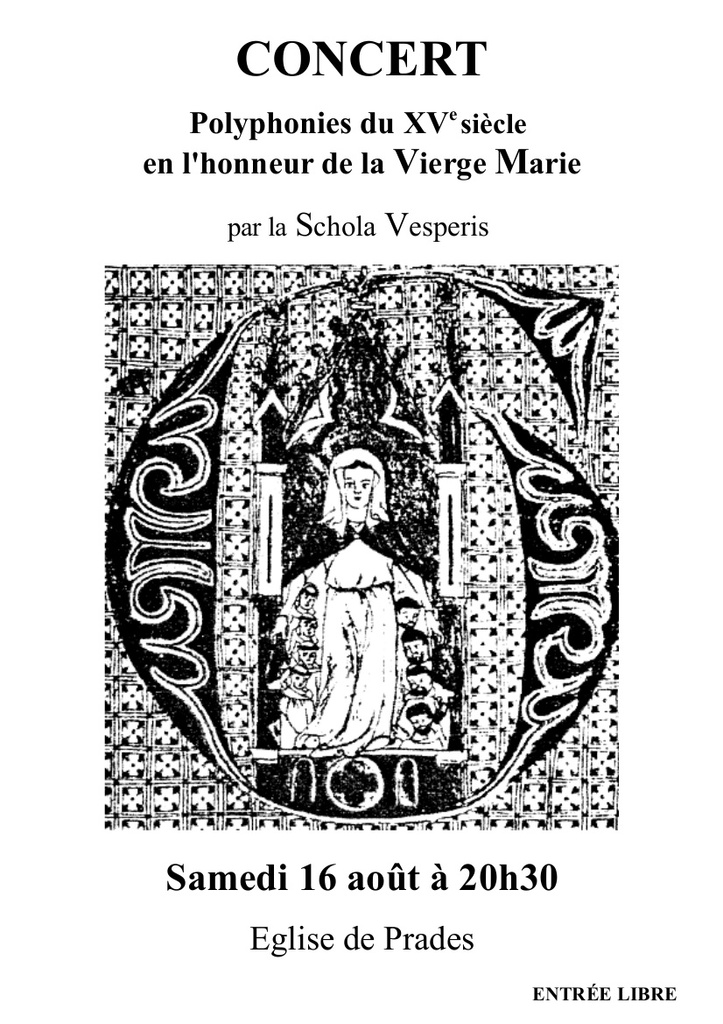 CONCERT
Polyphonies du XVe siècle
en l'honneur de la Vierge Marie
par la Schola Vesperis
Samedi 16 août à 20h30
Eglise de Prades
ENTRÉE LIBRE